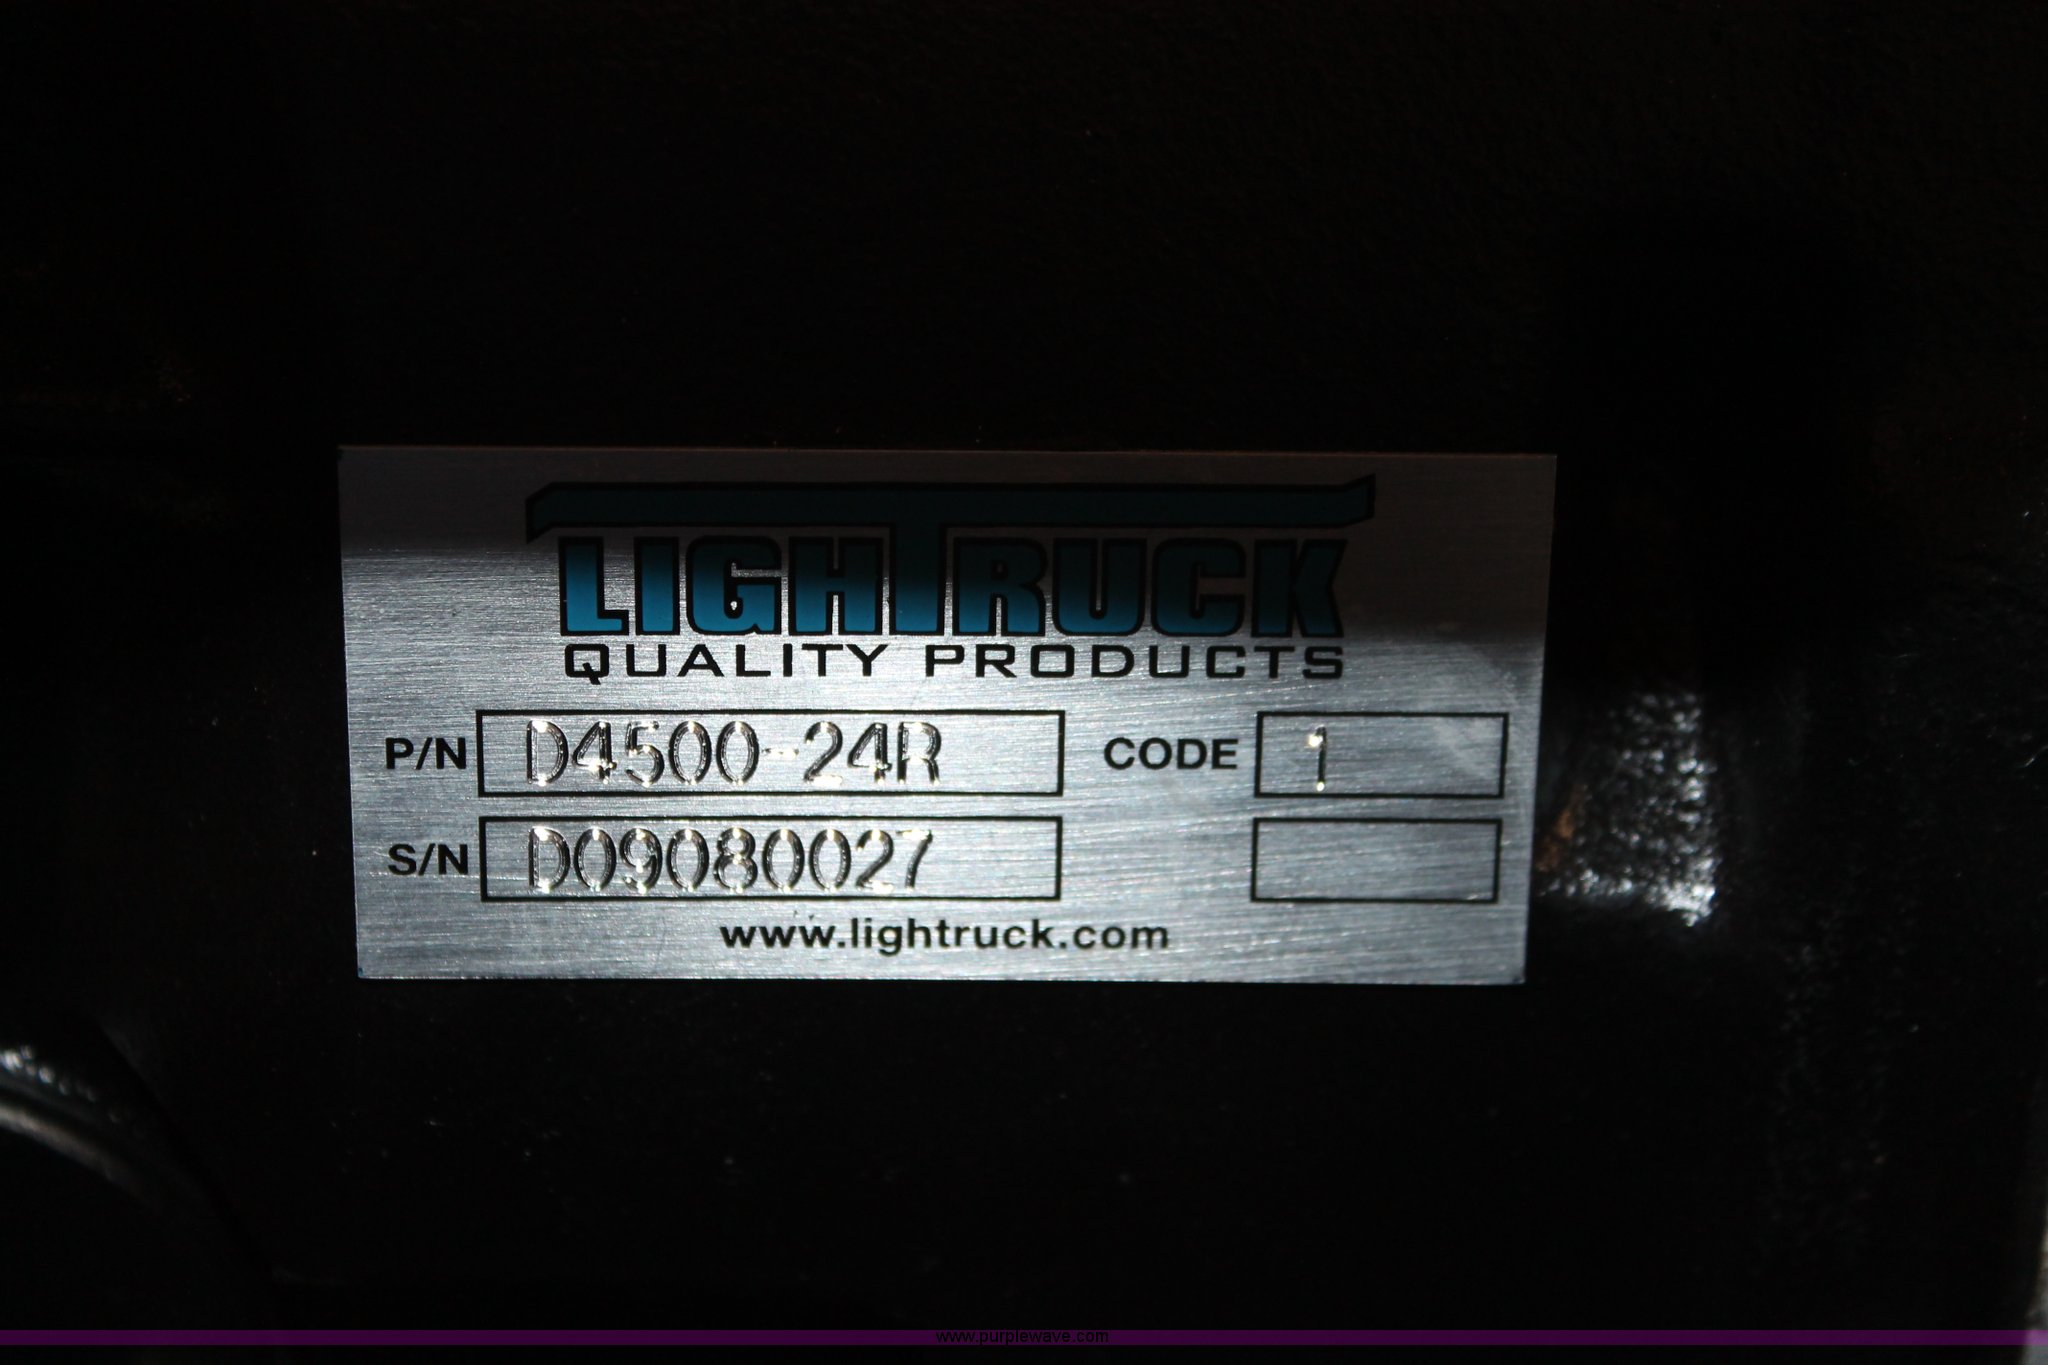 LIGHTRUCK
QUALITY PRODUCTS
P/N D4500-24R CODE 1
S/N D09080027
www.lightruck.com
www.purplewave.com